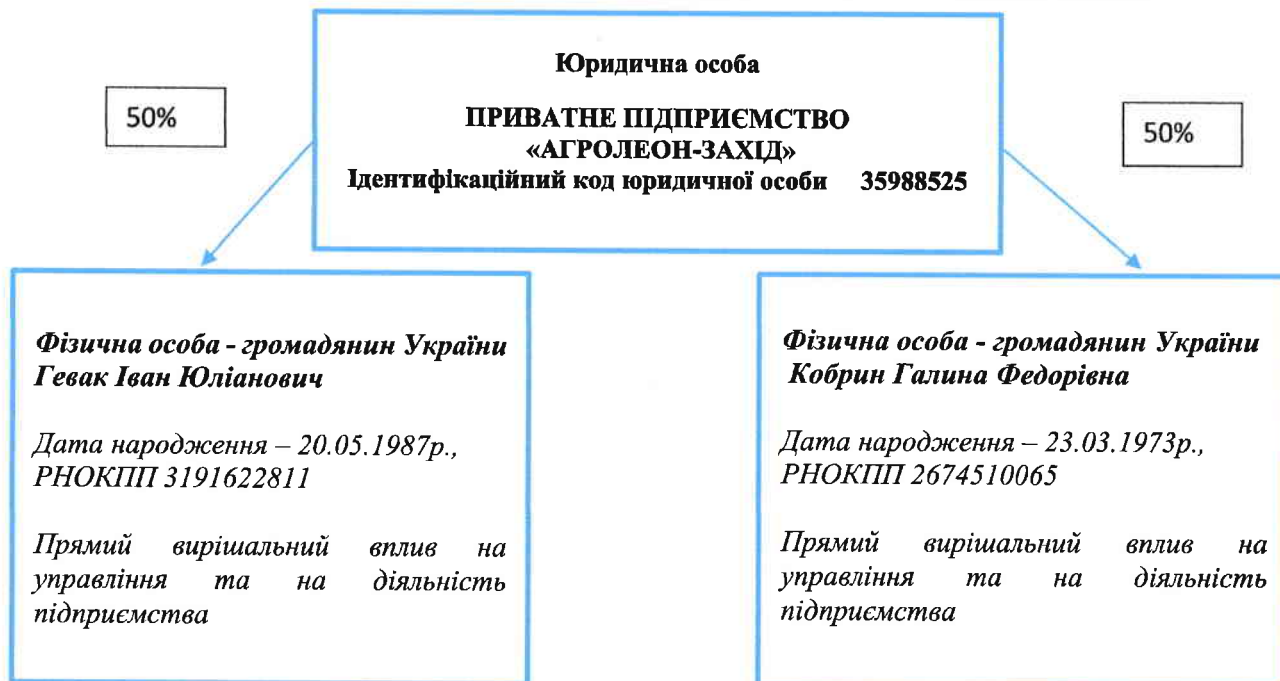 Юридична особа
50%
50%
ПРИВАТНЕ ПІДПРИЄМСТВО
«АГРОЛЕОН-ЗАХІД»
Ідентифікаційний код юридичної особи 35988525
Фізична особа - громадянин України
Гевак Іван Юліанович
Дата народження – 20.05.1987р.,
РНОКПП 3191622811
Прямий вирішальний вплив на
управління та на діяльність
підприємства
Фізична особа - громадянин України
Кобрин Галина Федорівна
Дата народження – 23.03.1973р.,
РНОКПП 2674510065
Прямий вирішальний вплив на
управління та на діяльність
підприємства